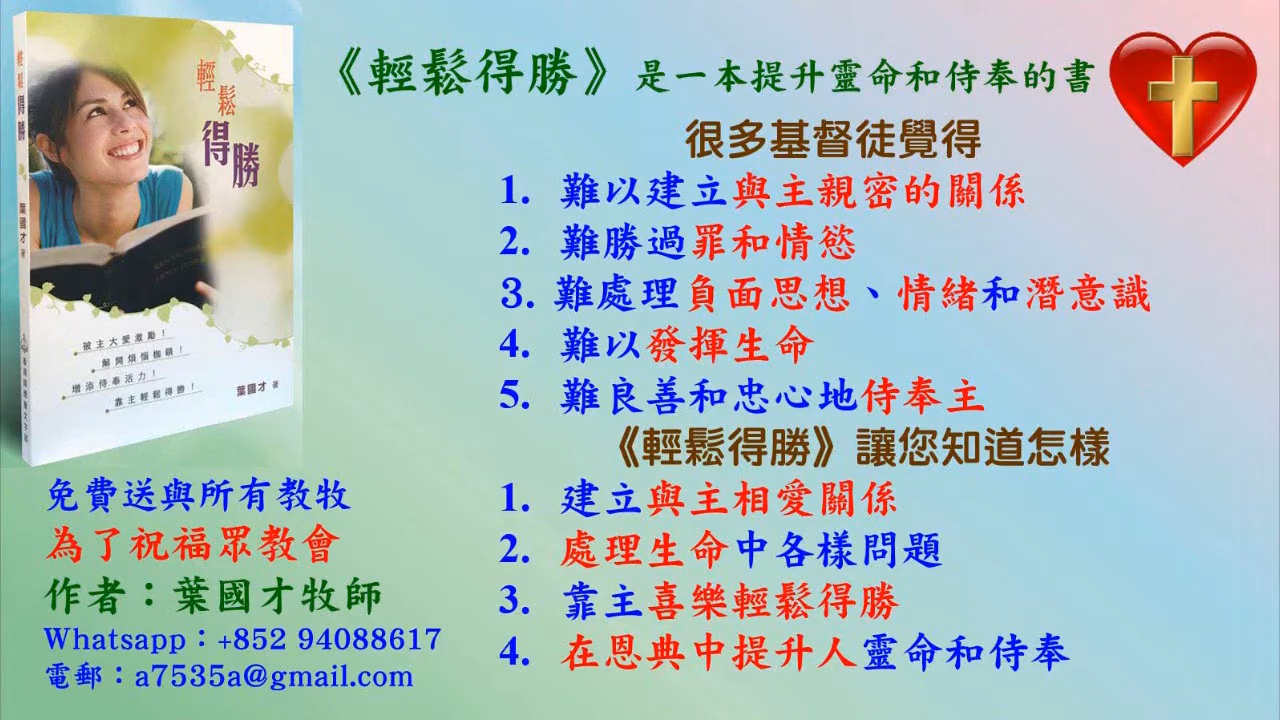 輕鬆得勝
葉國才 著
輕鬆
得勝
被主大愛激勵！
解開煩惱枷鎖！
增添侍奉活力！
靠主輕鬆得勝！
葉國才 著
《輕鬆得勝》是一本提升靈命和侍奉的書
很多基督徒覺得
1. 難以建立與主親密的關係
2. 難勝過罪和情慾
3. 難處理負面思想、情緒和潛意識
4. 難以發揮生命
5. 難良善和忠心地侍奉主
《輕鬆得勝》讓您知道怎樣
1. 建立與主相愛關係
2. 處理生命中各樣問題
3. 靠主喜樂輕鬆得勝
4. 在恩典中提升人靈命和侍奉
免費送與所有教牧
為了祝福眾教會
作者：葉國才牧師
Whatsapp：+852 94088617
電郵：a7535a@gmail.com